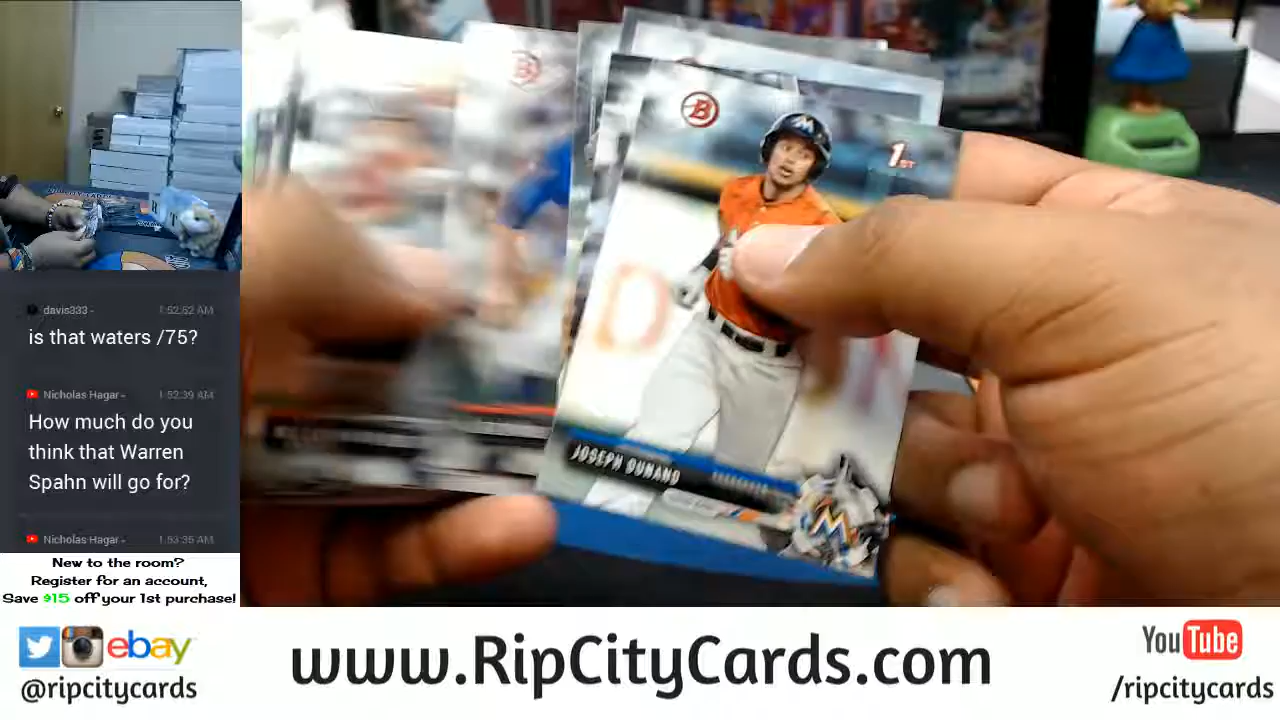 davis333 - 1:52:52 AM
is that waters /75?
Nicholas Hagar - 1:52:39 AM
How much do you
think that Warren
Spahn will go for?
Nicholas Hagar - 1:53:35 AM
New to the room?
Register for an account,
Save $15 off your 1st purchase!
B
1ST
JOSEPH DUNAND
M
ebay
@ripcitycards
www.RipCityCards.com
YouTube
/ripcitycards